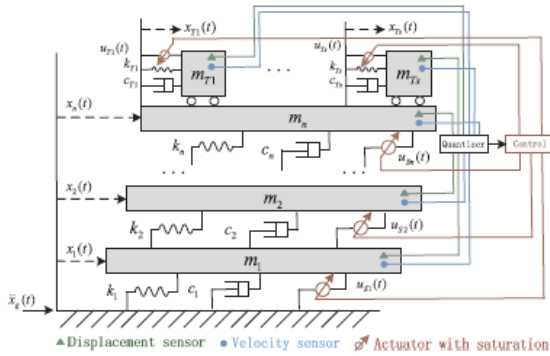 x_{T1}(t)
x_{Ts}(t)
u_{T1}(t)
k_{T1}
c_{T1}
m_{T1}
...
u_{Ts}(t)
k_{Ts}
c_{Ts}
m_{Ts}
x_n(t)
m_n
k_n
c_n
u_{Sn}(t)
Quantizer
Control
...
...
x_2(t)
m_2
k_2
c_2
u_{S2}(t)
x_1(t)
m_1
k_1
c_1
u_{S1}(t)
ẍ_g(t)
Displacement sensor
Velocity sensor
Actuator with saturation